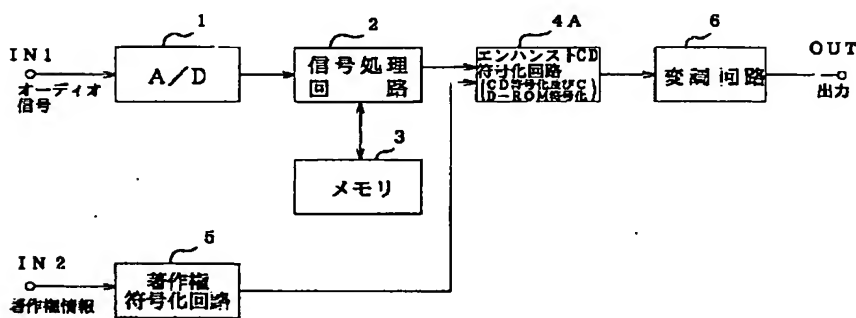 1
2
4A
6
IN1
オーディオ
信号
A/D
信号処理
回路
エンハンストCD
符号化回路
(CD符号化及びC
D-ROM符号化)
変調回路
OUT
出力
3
メモリ
5
IN2
著作権情報
著作権
符号化回路